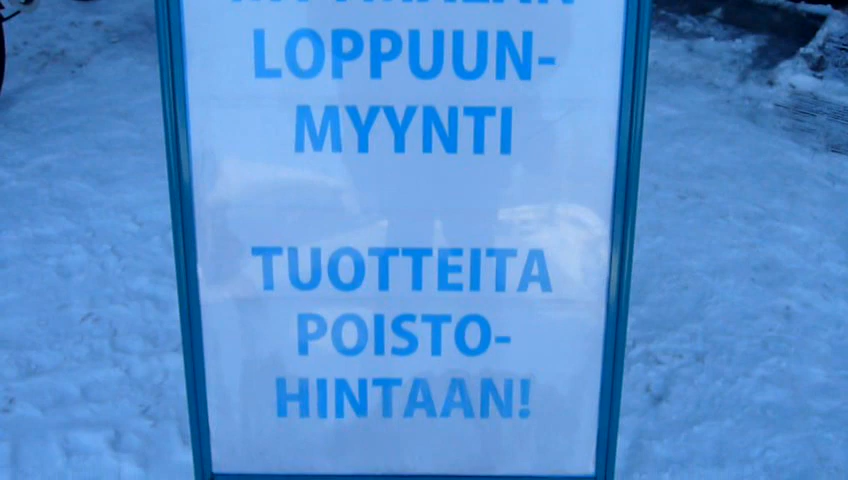 LOPPUUN-
MYYNTI
TUOTTEITA
POISTO-
HINTAAN!